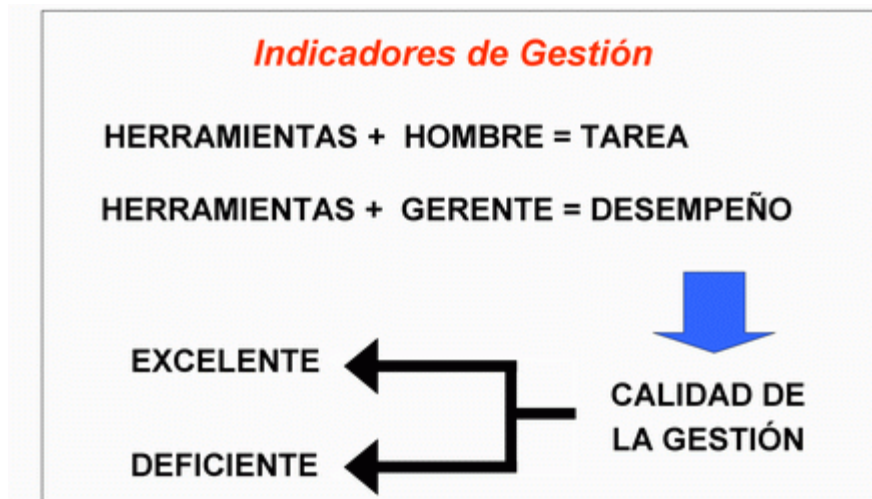 Indicadores de Gestión
HERRAMIENTAS + HOMBRE = TAREA
HERRAMIENTAS + GERENTE = DESEMPEÑO
EXCELENTE
CALIDAD DE
LA GESTIÓN
DEFICIENTE